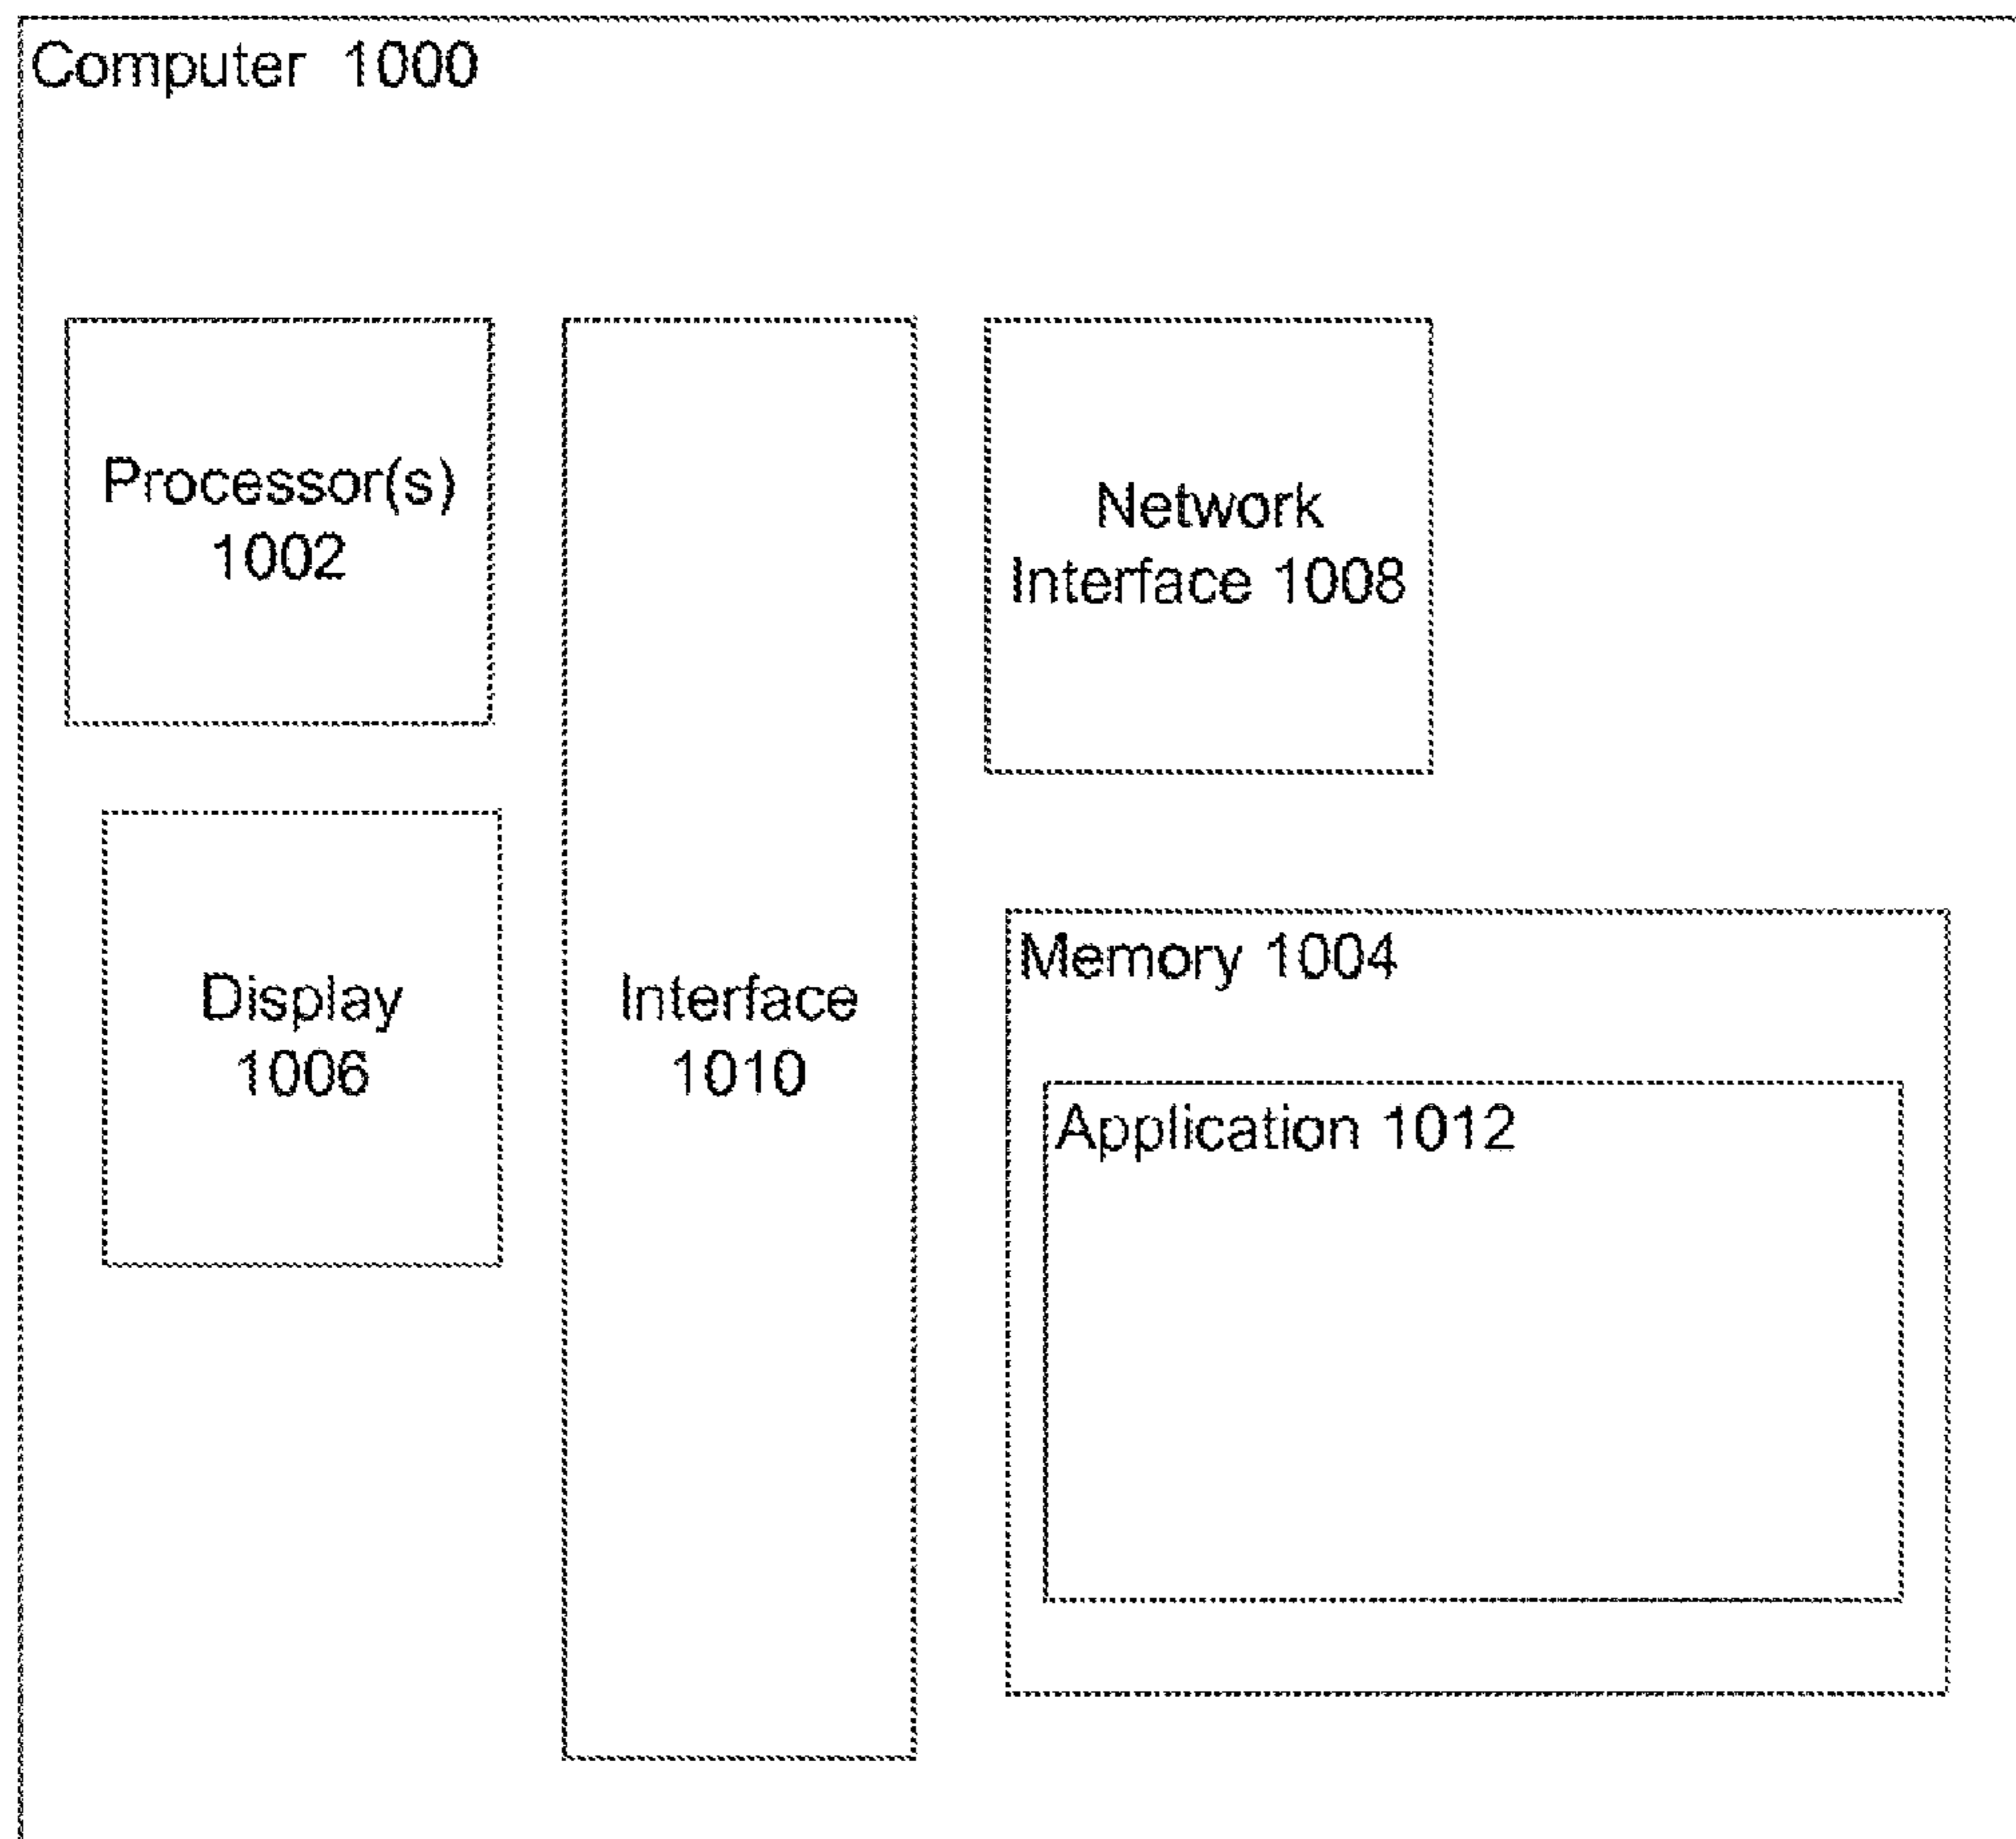 Computer 1000
Processor(s)
1002
Network
Interface 1008
Display
1006
Interface
1010
Memory 1004
Application 1012